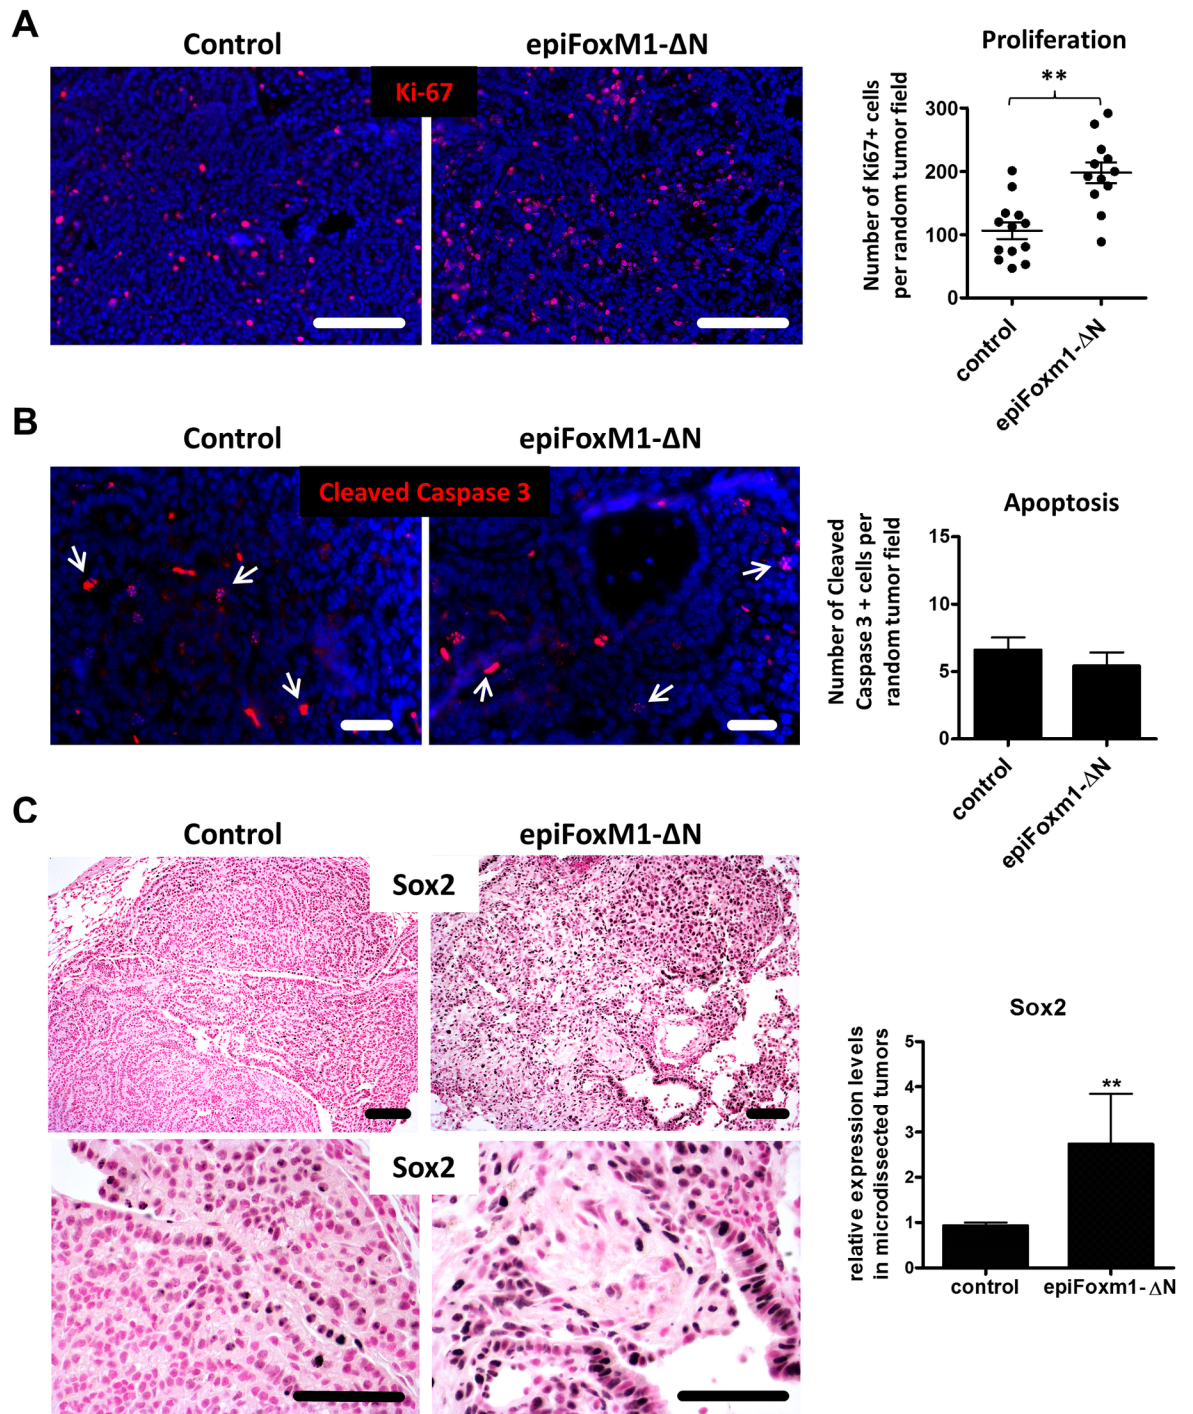 A
Control
epiFoxM1-ΔN
Ki-67
Proliferation
**
Number of Ki67+ cells
per random tumor field
300
200
100
0
control
epiFoxm1-ΔN
B
Control
epiFoxM1-ΔN
Cleaved Caspase 3
Apoptosis
Number of Cleaved
Caspase 3 + cells per
random tumor field
15
10
5
0
control
epiFoxm1-ΔN
C
Control
epiFoxM1-ΔN
Sox2
Sox2
Sox2
**
relative expression levels
in microdissected tumors
5
4
3
2
1
0
control
epiFoxm1-ΔN